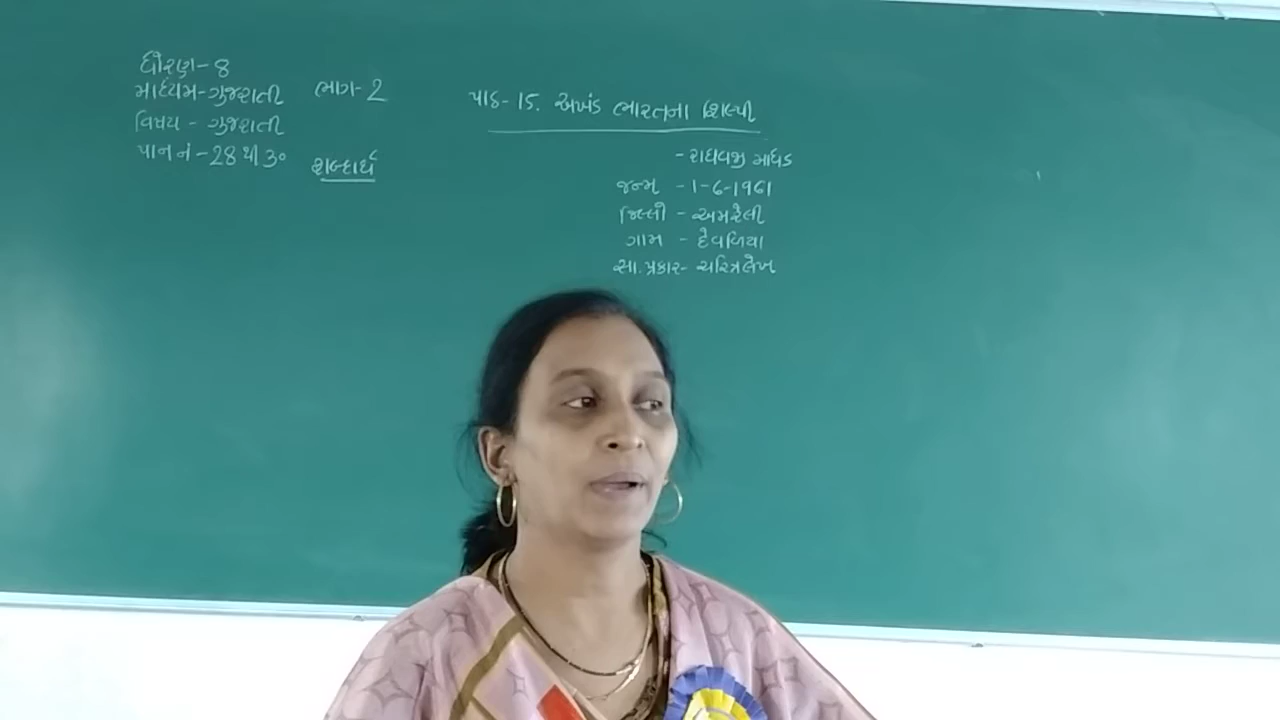 ધોરણ-8
માધ્યમ-ગુજરાતી
ભાગ-2
વિષય - ગુજરાતી
પાન નં-28 થી 30
શબ્દાર્થ
પાઠ-15. અખંડ ભારતના શિલ્પી
-રાઘવજી માધડ
જન્મ -1-6-1961
જિલ્લો - અમરેલી
ગામ - દેવળિયા
સા. પ્રકાર- ચરિત્રલેખ